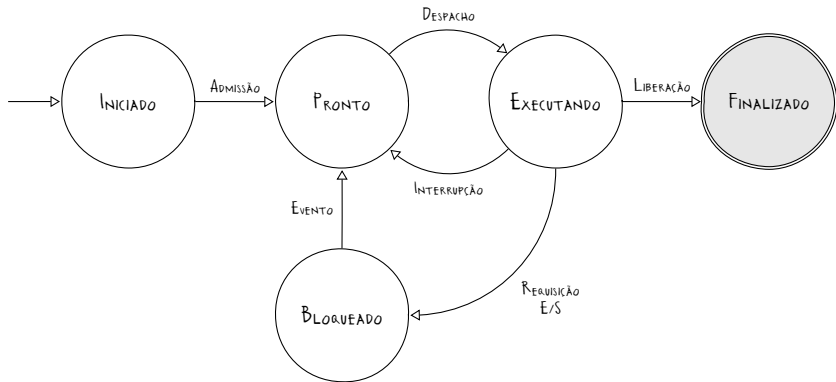 Despacho
Iniciado
Admissão
Pronto
Executando
Liberação
Finalizado
Interrupção
Evento
Bloqueado
Requisição
E/S